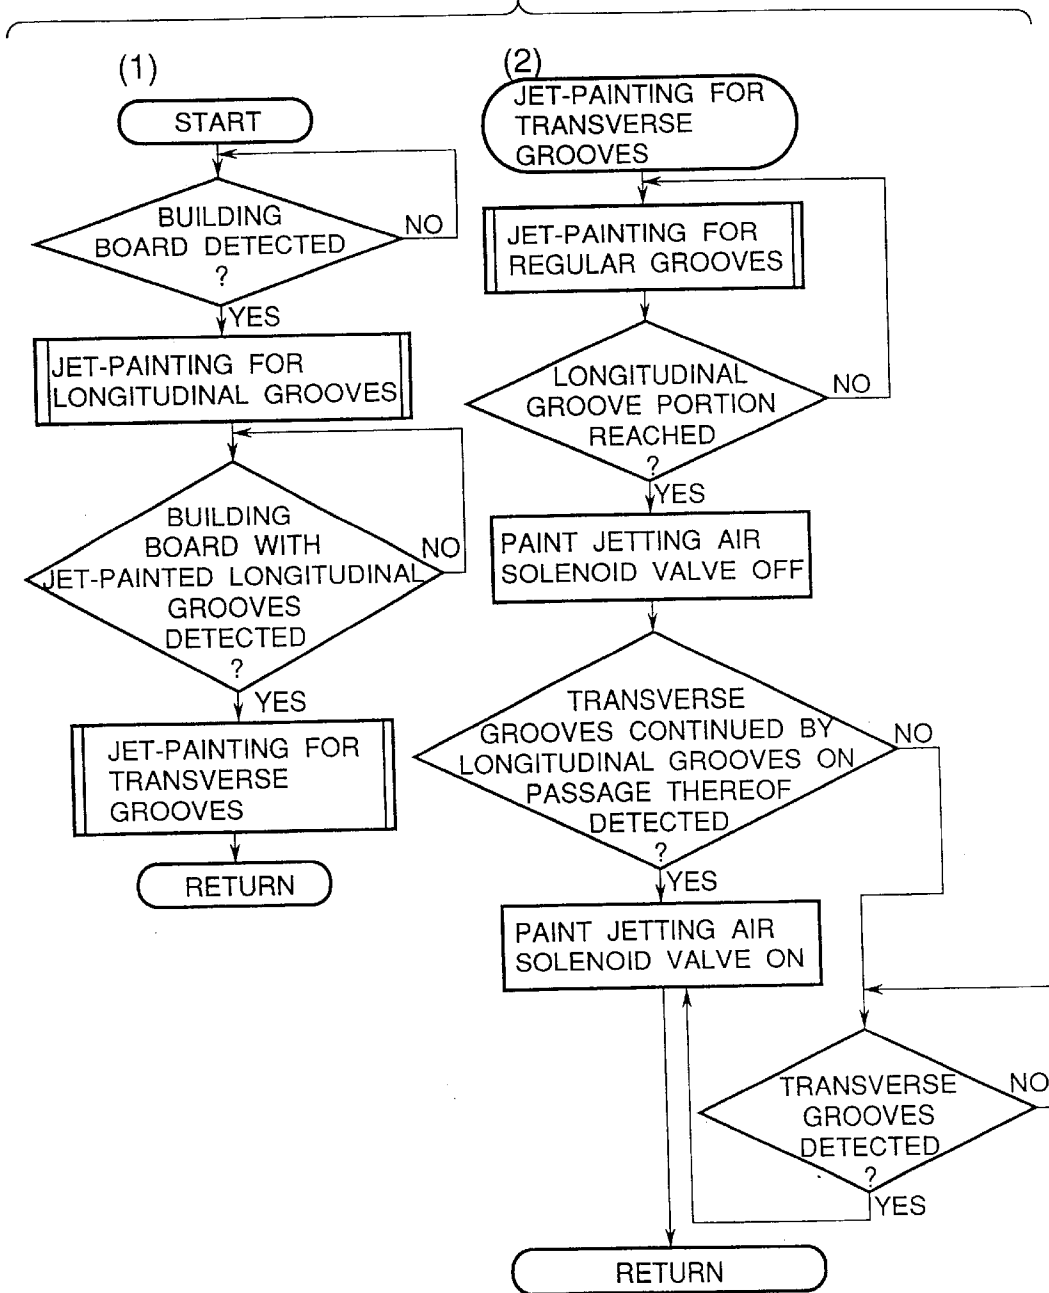 (1)
START
BUILDING
BOARD DETECTED
?
NO
YES
JET-PAINTING FOR
LONGITUDINAL GROOVES
BUILDING
BOARD WITH
JET-PAINTED LONGITUDINAL
GROOVES
DETECTED
?
NO
YES
JET-PAINTING FOR
TRANSVERSE
GROOVES
RETURN
(2)
JET-PAINTING FOR
TRANSVERSE
GROOVES
JET-PAINTING FOR
REGULAR GROOVES
LONGITUDINAL
GROOVE PORTION
REACHED
?
NO
YES
PAINT JETTING AIR
SOLENOID VALVE OFF
TRANSVERSE
GROOVES CONTINUED BY
LONGITUDINAL GROOVES ON
PASSAGE THEREOF
DETECTED
?
NO
YES
PAINT JETTING AIR
SOLENOID VALVE ON
TRANSVERSE
GROOVES
DETECTED
?
NO
YES
RETURN